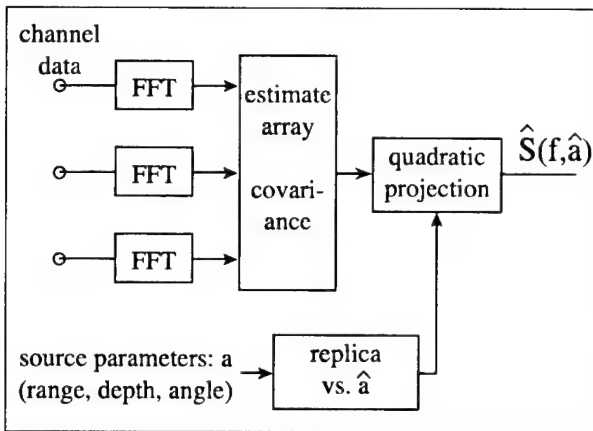 channel
data
FFT
FFT
FFT
estimate
array
covari-
ance
quadratic
projection
Ŝ(f,â)
source parameters: a
(range, depth, angle)
replica
vs. â